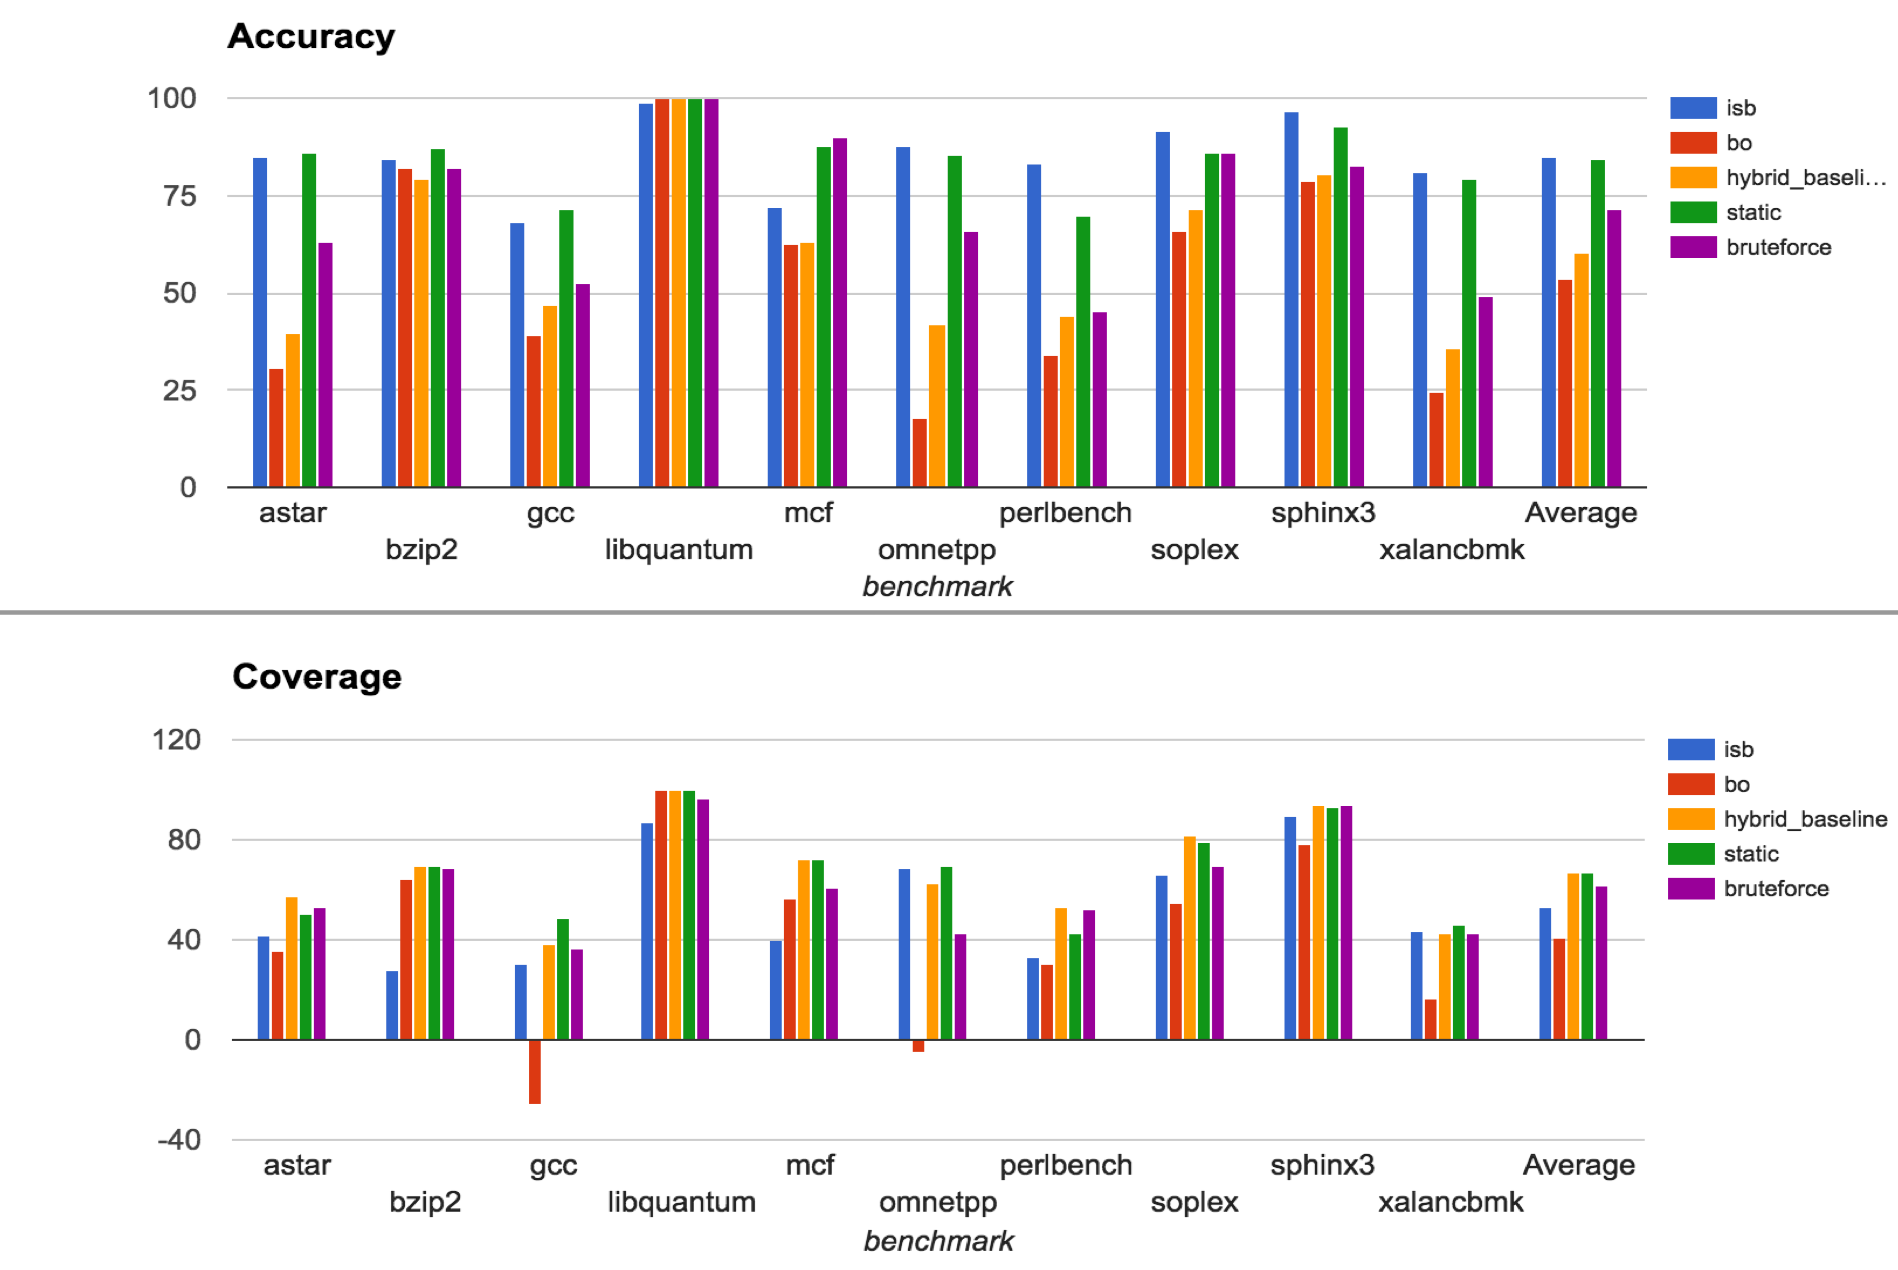 Accuracy
100
75
50
25
0
isb
bo
hybrid_baseli...
static
bruteforce
astar gcc mcf perlbench sphinx3 Average
bzip2 libquantum omnetpp soplex xalancbmk
benchmark
Coverage
120
80
40
0
-40
isb
bo
hybrid_baseline
static
bruteforce
astar gcc mcf perlbench sphinx3 Average
bzip2 libquantum omnetpp soplex xalancbmk
benchmark